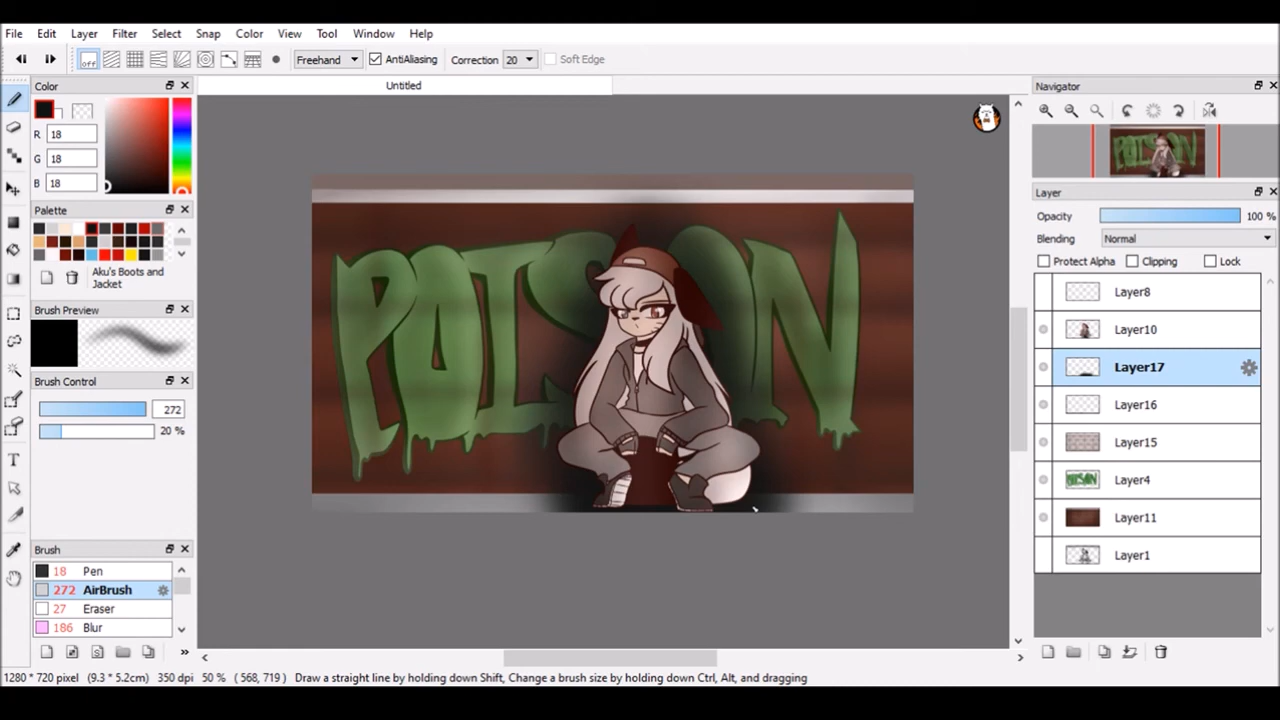 File Edit Layer Filter Select Snap Color View Tool Window Help
off Freehand AntiAliasing Correction 20 Soft Edge
Untitled
Color
R 18
G 18
B 18
Palette
Aku's Boots and
Jacket
Brush Preview
Brush Control
272
20 %
Brush
18 Pen
272 AirBrush
27 Eraser
186 Blur
POISON
Navigator
Layer
Opacity 100 %
Blending Normal
Protect Alpha Clipping Lock
Layer8
Layer10
Layer17
Layer16
Layer15
Layer4
Layer11
Layer1
1280 * 720 pixel (9.3 * 5.2cm) 350 dpi 50 % ( 568, 719 ) Draw a straight line by holding down Shift, Change a brush size by holding down Ctrl, Alt, and dragging